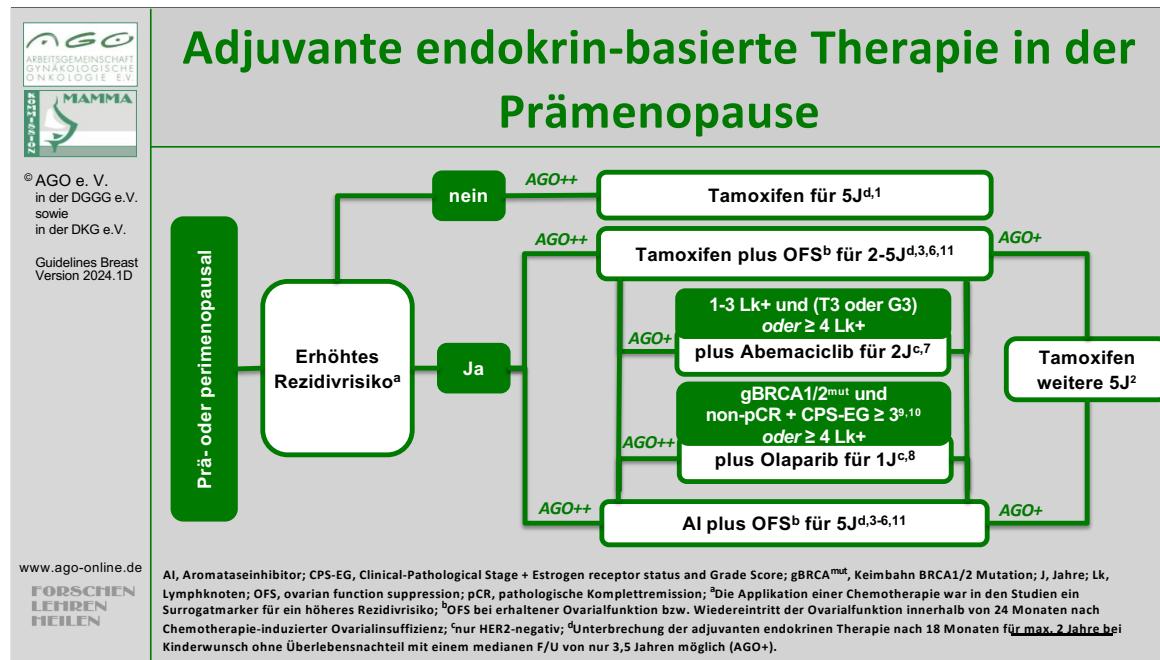 AGO
ARBEITSGEMEINSCHAFT
GYNÄKOLOGISCHE
ONKOLOGIE E.V.
KOMMISSION
MAMMA
© AGO e. V.
in der DGGG e.V.
sowie
in der DKG e.V.
Guidelines Breast
Version 2024.1D
www.ago-online.de
FORSCHEN
LEHREN
HEILEN
Adjuvante endokrin-basierte Therapie in der
Prämenopause
Prä- oder perimenopausal
Erhöhtes
Rezidivrisikoᵃ
nein
AGO++
Tamoxifen für 5Jᵈ,¹
Ja
AGO++
Tamoxifen plus OFSᵇ für 2-5Jᵈ,³,⁶,¹¹
AGO+
1-3 Lk+ und (T3 oder G3)
oder ≥ 4 Lk+
AGO+
plus Abemaciclib für 2Jᶜ,⁷
gBRCA1/2ᵐᵘᵗ und
non-pCR + CPS-EG ≥ 3⁹,¹⁰
oder ≥ 4 Lk+
AGO++
plus Olaparib für 1Jᶜ,⁸
AGO++
AI plus OFSᵇ für 5Jᵈ,³⁻⁶,¹¹
AGO+
Tamoxifen
weitere 5J²
AI, Aromataseinhibitor; CPS-EG, Clinical-Pathological Stage + Estrogen receptor status and Grade Score; gBRCAᵐᵘᵗ, Keimbahn BRCA1/2 Mutation; J, Jahre; Lk,
Lymphknoten; OFS, ovarian function suppression; pCR, pathologische Komplettremission; ᵃDie Applikation einer Chemotherapie war in den Studien ein
Surrogatmarker für ein höheres Rezidivrisiko; ᵇOFS bei erhaltener Ovarialfunktion bzw. Wiedereintritt der Ovarialfunktion innerhalb von 24 Monaten nach
Chemotherapie-induzierter Ovarialinsuffizienz; ᶜnur HER2-negativ; ᵈUnterbrechung der adjuvanten endokrinen Therapie nach 18 Monaten für max. 2 Jahre bei
Kinderwunsch ohne Überlebensnachteil mit einem medianen F/U von nur 3,5 Jahren möglich (AGO+).